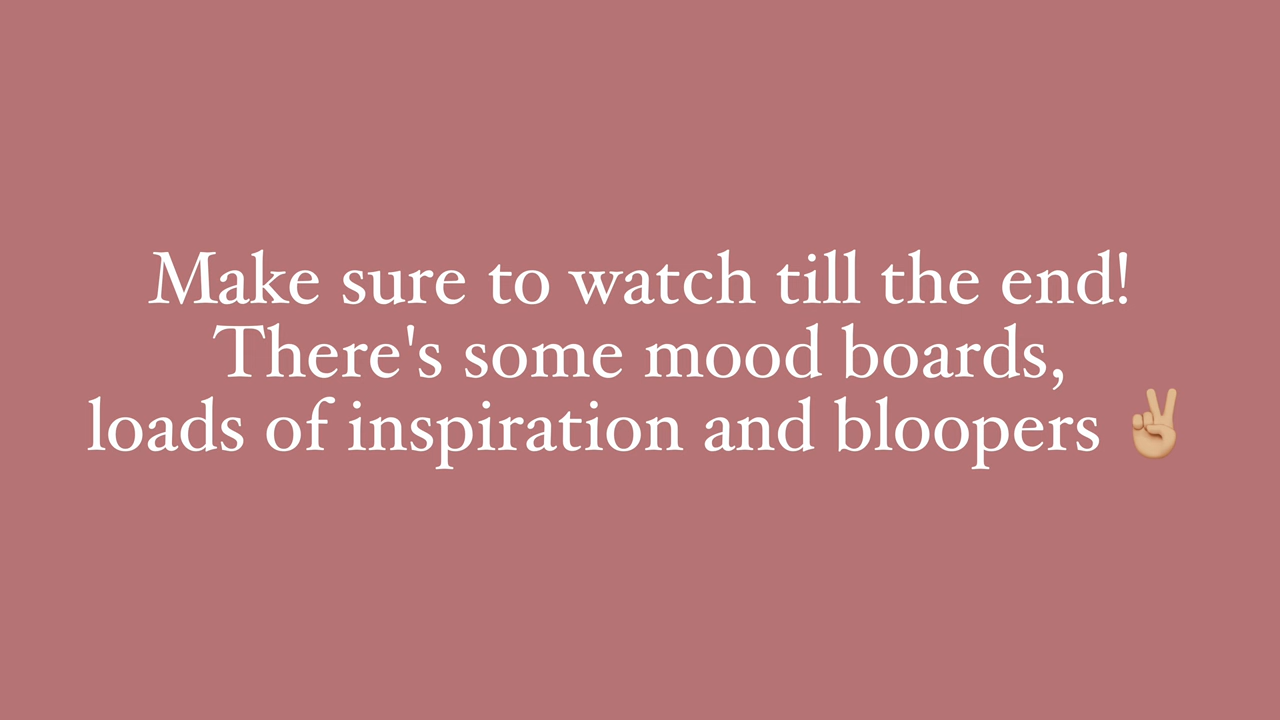 Make sure to watch till the end!
There's some mood boards,
loads of inspiration and bloopers ✌🏼